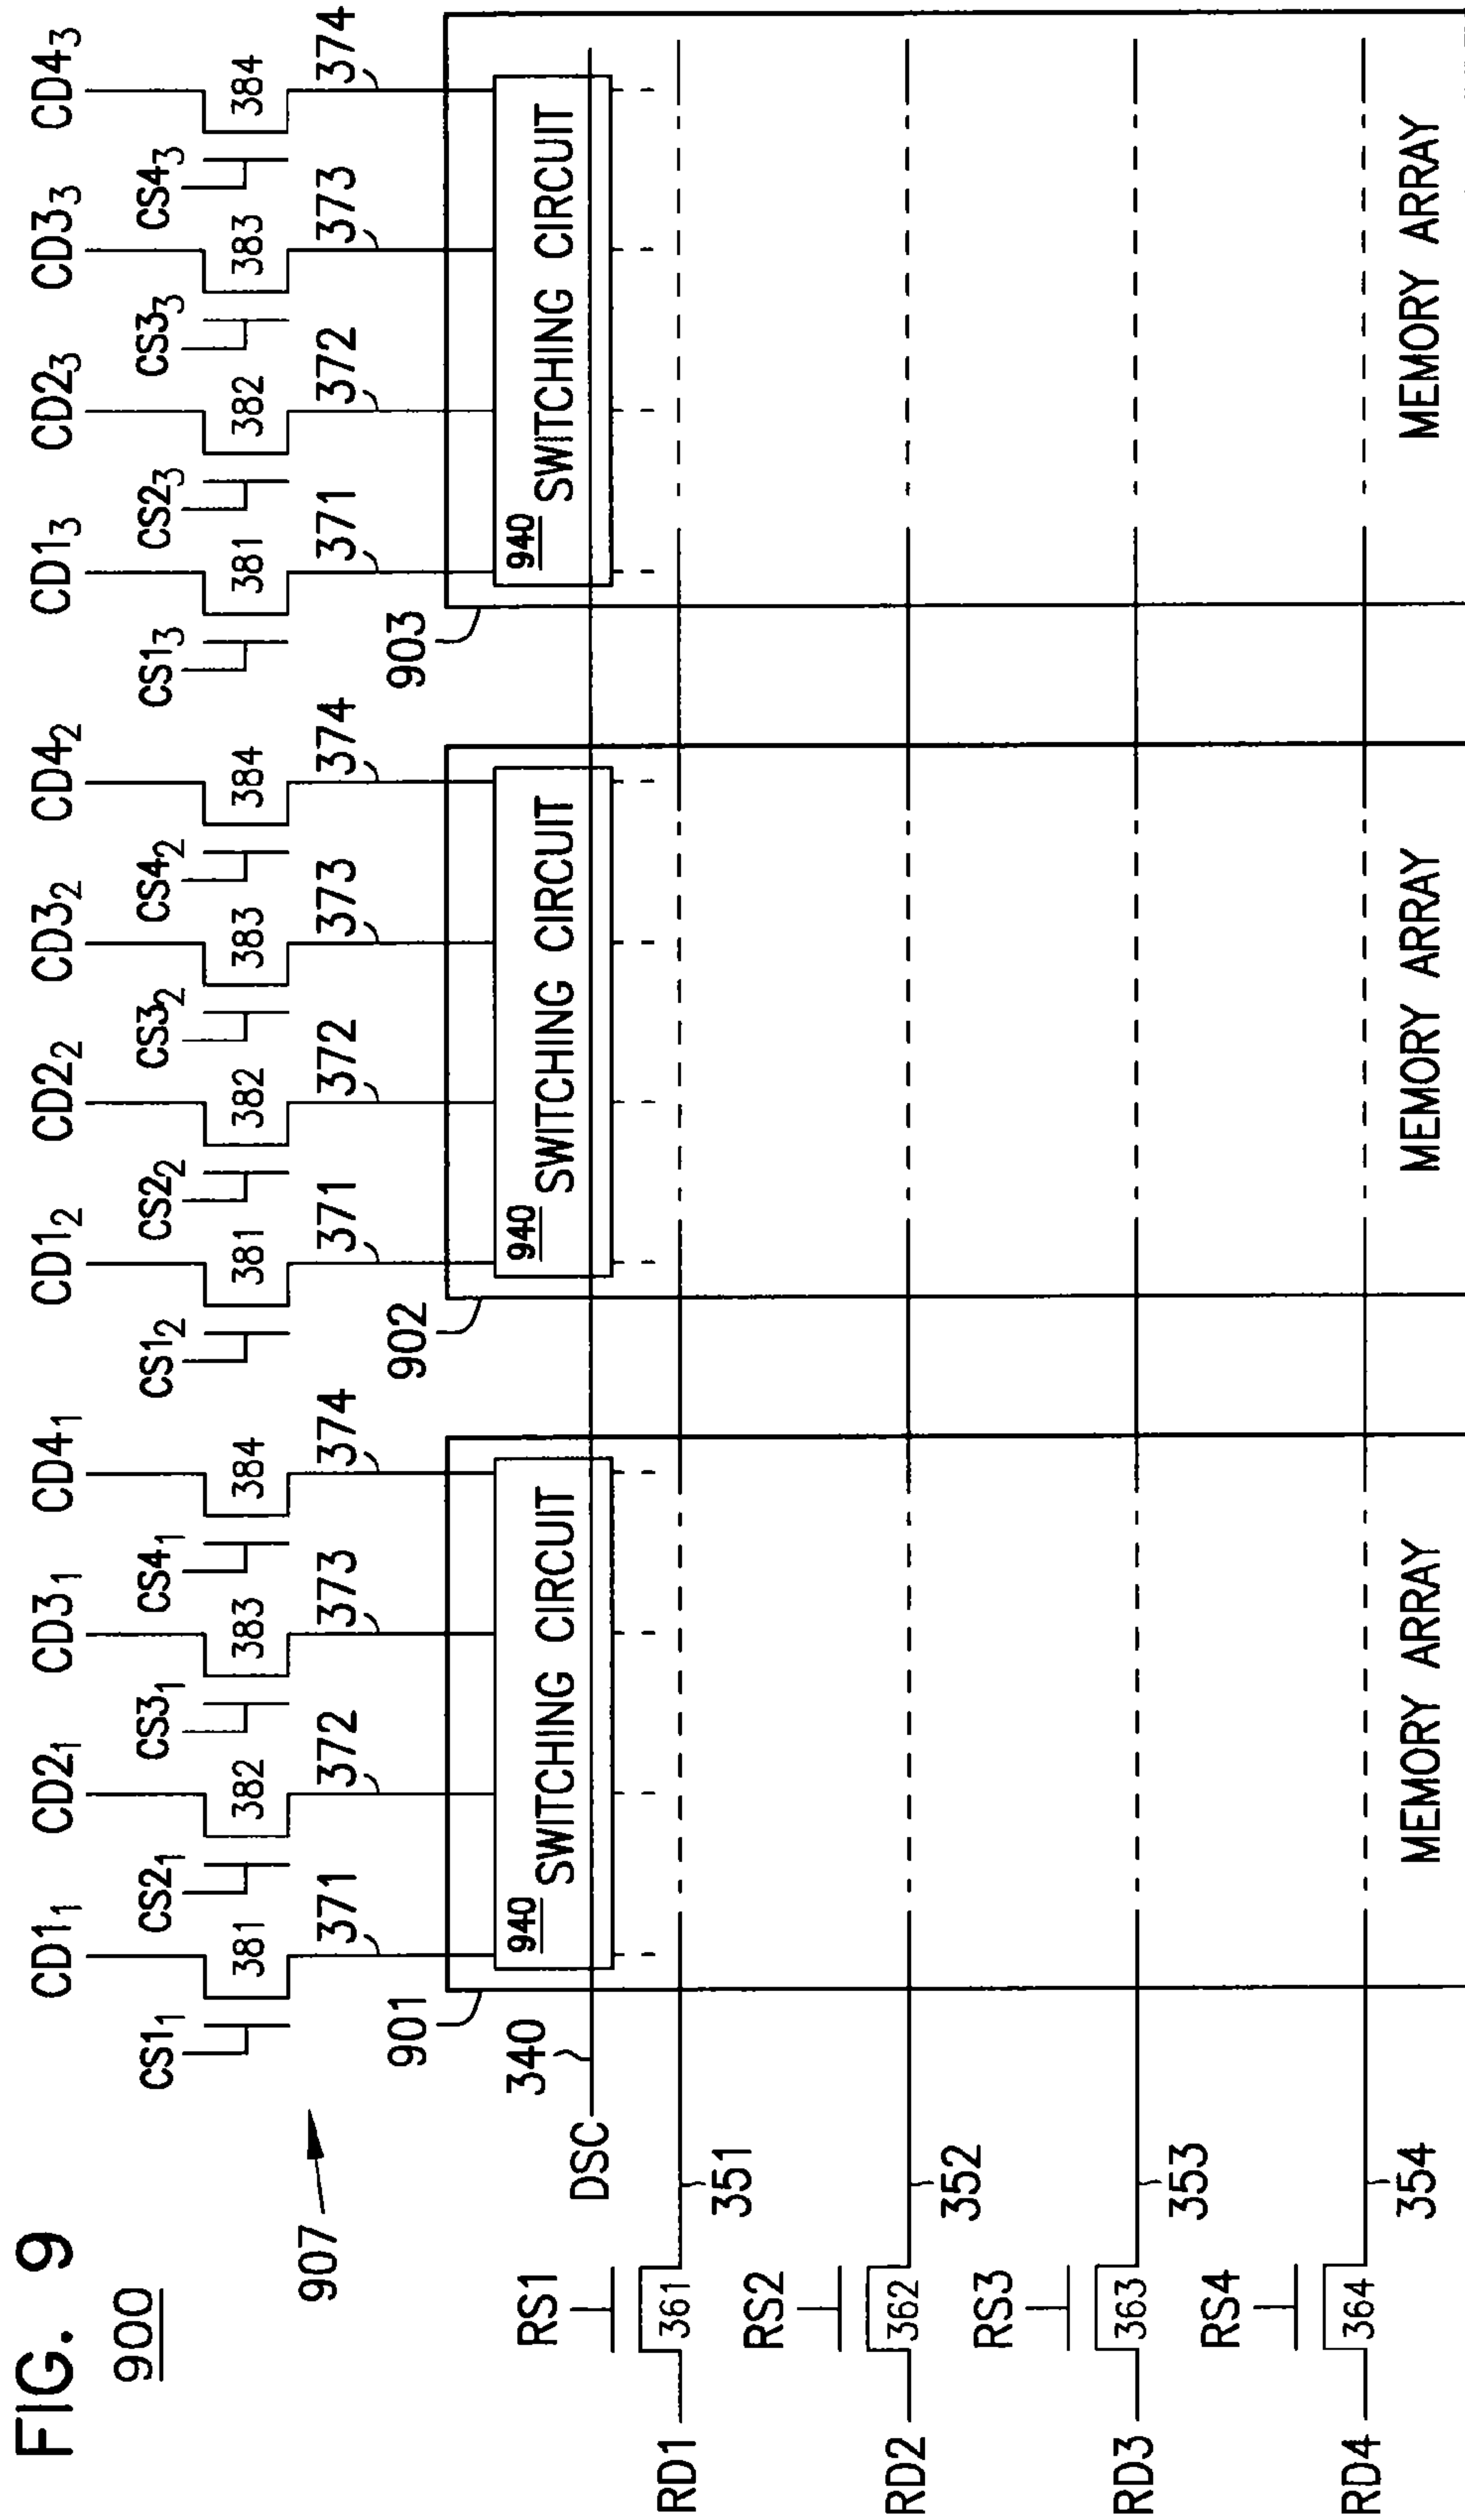 FIG. 9
900
907
CD1₁ CD2₁ CD3₁ CD4₁ CD1₂ CD2₂ CD3₂ CD4₂ CD1₃ CD2₃ CD3₃ CD4₃
CS1₁ CS2₁ CS3₁ CS4₁ CS1₂ CS2₂ CS3₂ CS4₂ CS1₃ CS2₃ CS3₃ CS4₃
381 382 383 384 381 382 383 384 381 382 383 384
371 372 373 374 371 372 373 374 371 372 373 374
901 902 903
340
940 940 940
SWITCHING CIRCUIT SWITCHING CIRCUIT SWITCHING CIRCUIT
DSC
RS1
361
RD1
351
RS2
362
RD2
352
RS3
363
RD3
353
RS4
364
RD4
354
MEMORY ARRAY MEMORY ARRAY MEMORY ARRAY